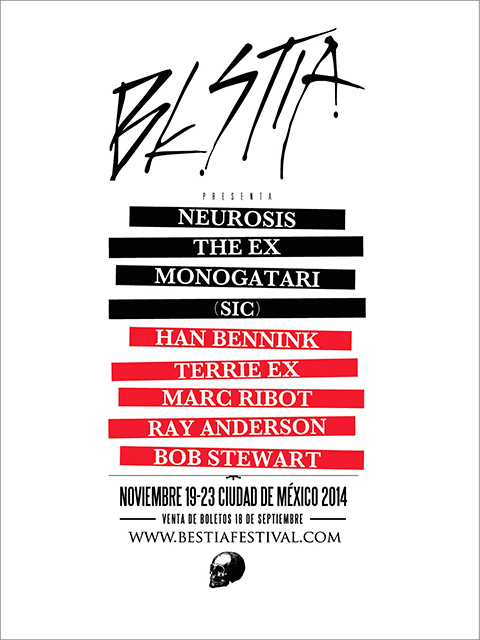 BESTIA
PRESENTA
NEUROSIS
THE EX
MONOGATARI
(SIC)
HAN BENNINK
TERRIE EX
MARC RIBOT
RAY ANDERSON
BOB STEWART
NOVIEMBRE 19-23 CIUDAD DE MÉXICO 2014
VENTA DE BOLETOS 18 DE SEPTIEMBRE
WWW.BESTIAFESTIVAL.COM